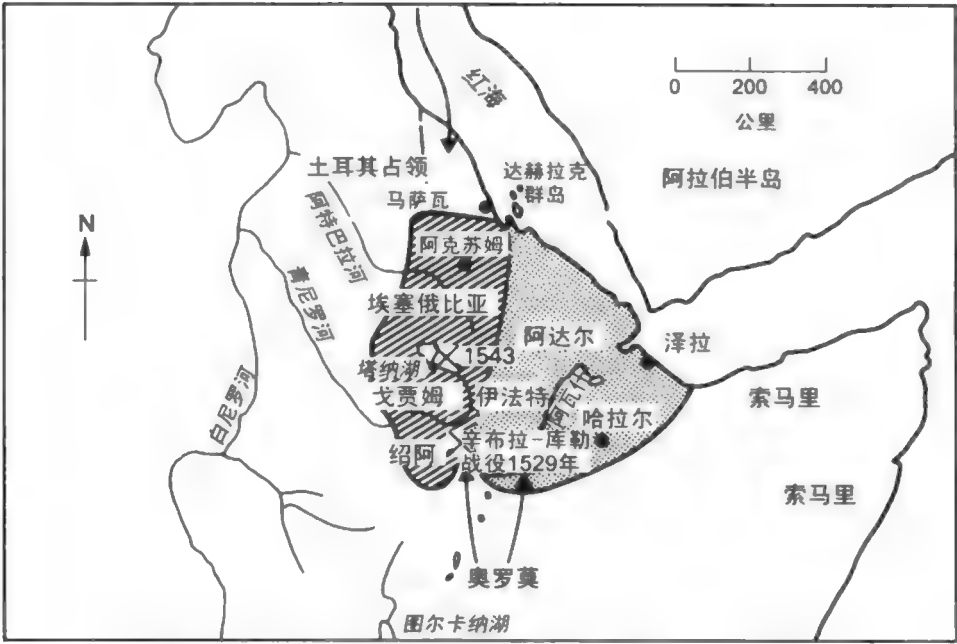 红海
0 200 400
公里
土耳其占领
达赫拉克
群岛
阿拉伯半岛
马萨瓦
N
阿特巴拉河
阿克苏姆
青尼罗河
埃塞俄比亚
阿达尔
泽拉
1543
塔纳湖
戈贾姆
伊法特
阿瓦什
索马里
白尼罗河
哈拉尔
绍阿
辛布拉-库勒
战役1529年
索马里
奥罗莫
图尔卡纳湖